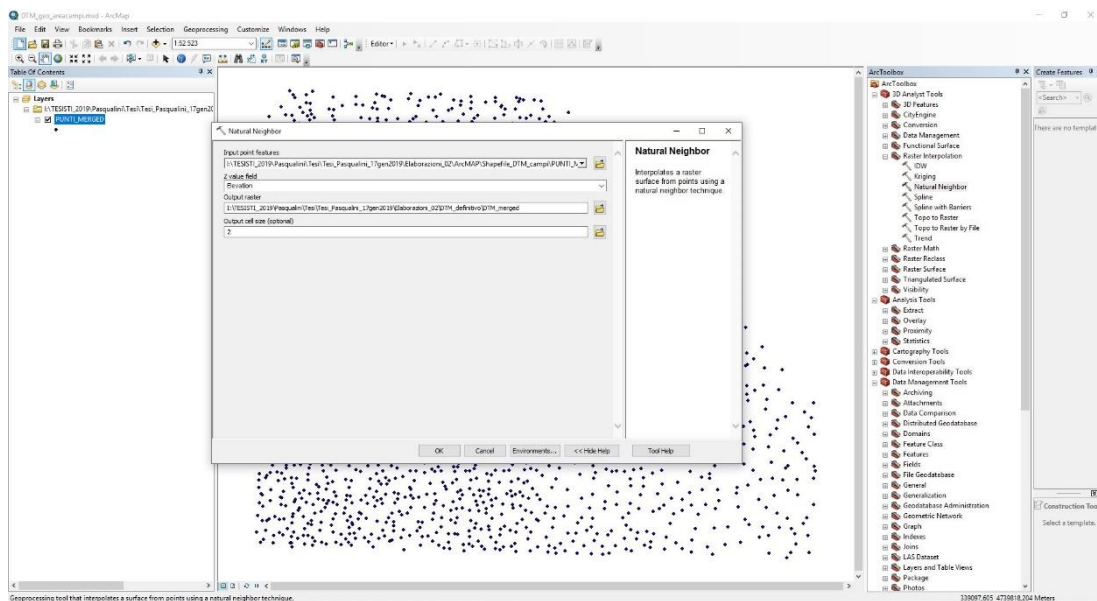 DTM_geo_areacampi.mxd - ArcMap
File Edit View Bookmarks Insert Selection Geoprocessing Customize Windows Help
1:52.523
Editor
Table Of Contents
Layers
I:\TESISTI_2019\Pasqualini\Tesi\Tesi_Pasqualini_17gen20
PUNTI_MERGED
Natural Neighbor
Input point features
I:\TESISTI_2019\Pasqualini\Tesi\Tesi_Pasqualini_17gen2019\Elaborazioni_02\ArcMAP\Shapefile_DTM_campi\PUNTI_M
Z value field
Elevation
Output raster
I:\TESISTI_2019\Pasqualini\Tesi\Tesi_Pasqualini_17gen2019\Elaborazioni_02\DTM_definitivo\DTM_merged
Output cell size (optional)
2
OK Cancel Environments... << Hide Help Tool Help
Natural Neighbor
Interpolates a raster
surface from points using a
natural neighbor technique.
ArcToolbox
ArcToolbox
3D Analyst Tools
3D Features
CityEngine
Conversion
Data Management
Functional Surface
Raster Interpolation
IDW
Kriging
Natural Neighbor
Spline
Spline with Barriers
Topo to Raster
Topo to Raster by File
Trend
Raster Math
Raster Reclass
Raster Surface
Triangulated Surface
Visibility
Analysis Tools
Extract
Overlay
Proximity
Statistics
Cartography Tools
Conversion Tools
Data Interoperability Tools
Data Management Tools
Archiving
Attachments
Data Comparison
Distributed Geodatabase
Domains
Feature Class
Features
Fields
File Geodatabase
General
Generalization
Geodatabase Administration
Geometric Network
Graph
Indexes
Joins
LAS Dataset
Layers and Table Views
Package
Photos
Create Features
<Search>
There are no templat
Construction Too
Select a template.
Geoprocessing tool that interpolates a surface from points using a natural neighbor technique.
339097,605 4739818,204 Meters